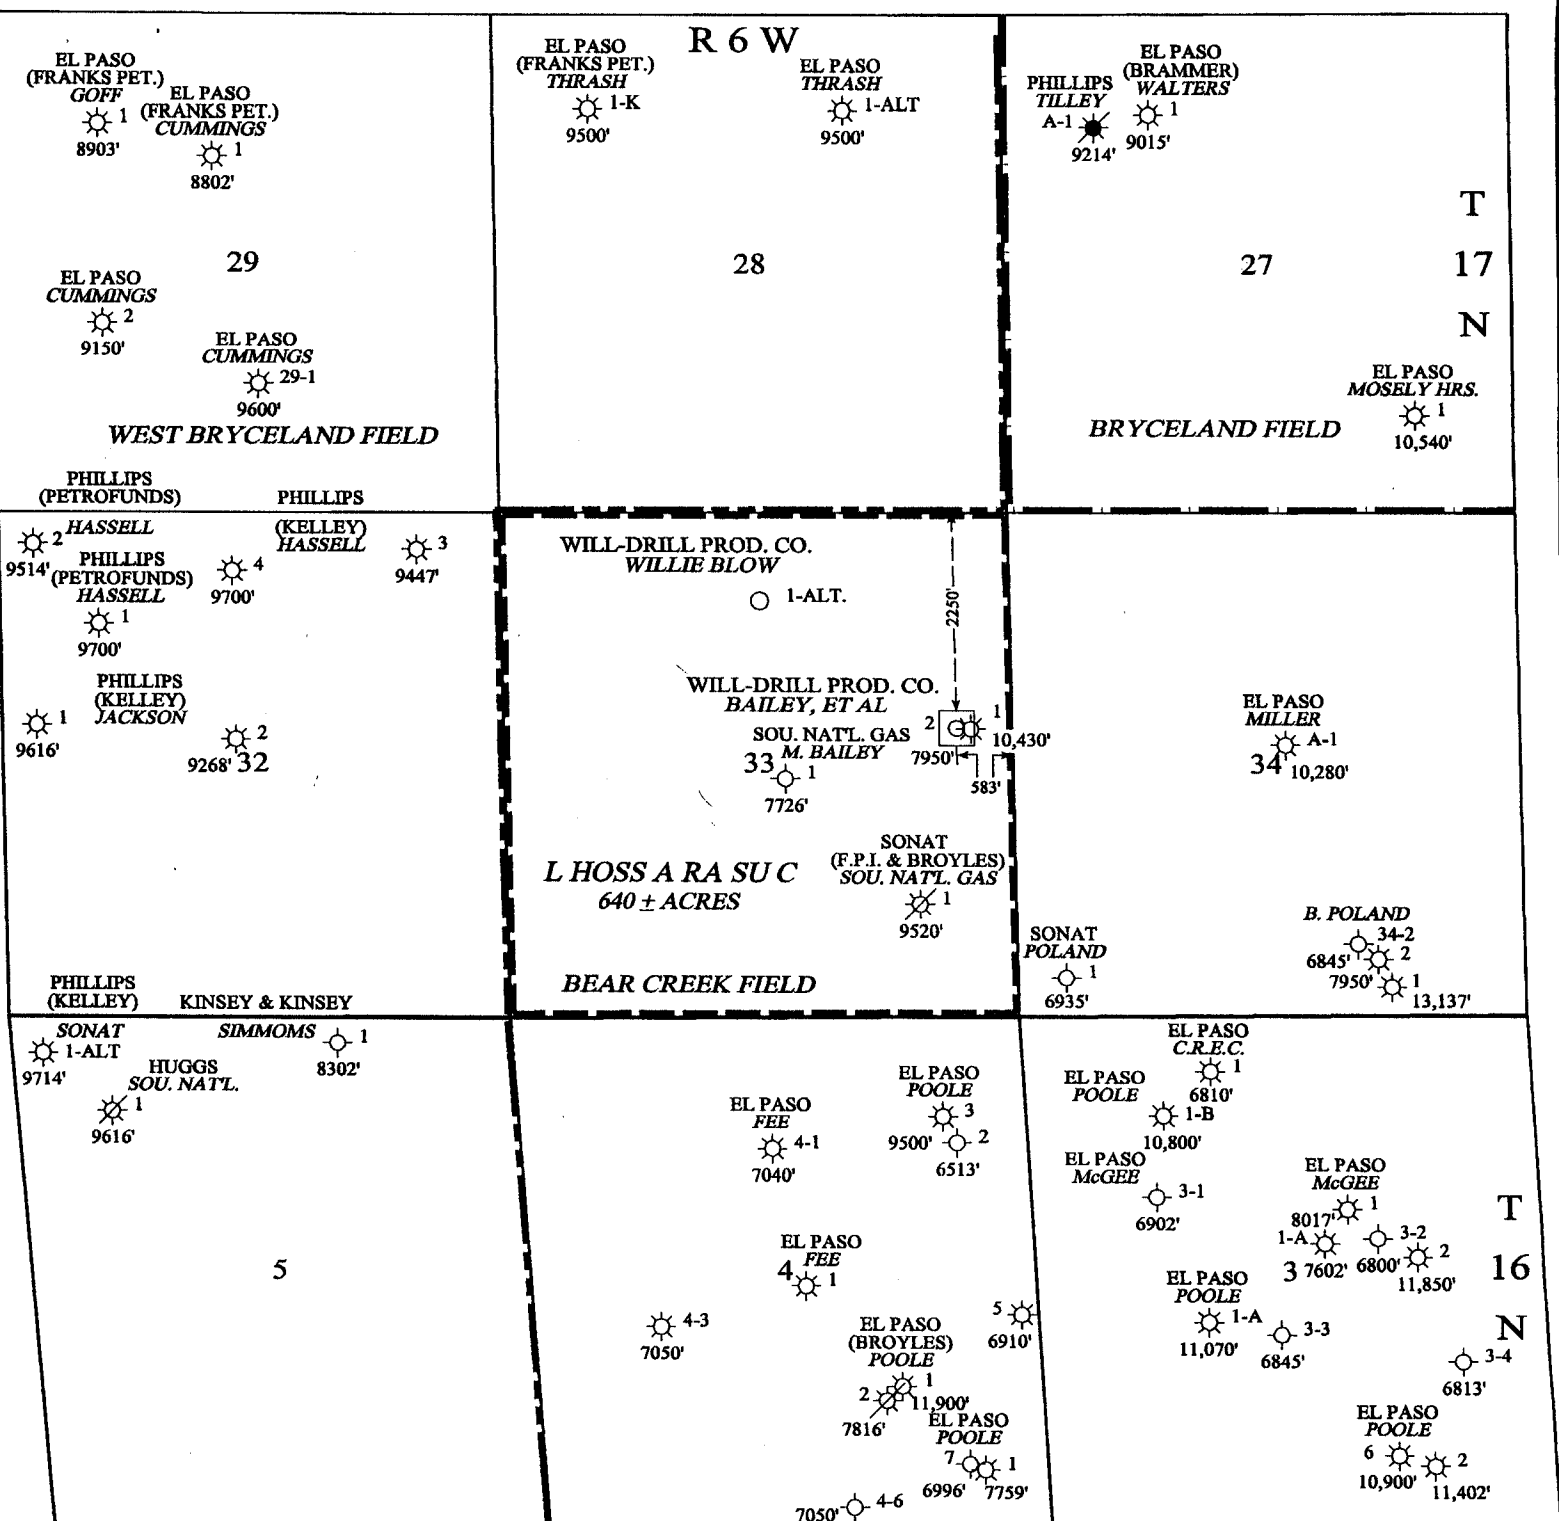 R 6 W
EL PASO
(FRANKS PET.)
GOFF
1
8903'
EL PASO
(FRANKS PET.)
CUMMINGS
1
8802'
29
EL PASO
CUMMINGS
2
9150'
EL PASO
CUMMINGS
29-1
9600'
WEST BRYCELAND FIELD
EL PASO
(FRANKS PET.)
THRASH
1-K
9500'
EL PASO
THRASH
1-ALT
9500'
28
PHILLIPS
TILLEY
A-1
9214'
EL PASO
(BRAMMER)
WALTERS
1
9015'
T
17
N
27
EL PASO
MOSELY HRS.
1
10,540'
BRYCELAND FIELD
PHILLIPS
(PETROFUNDS)
HASSELL
2
9514'
PHILLIPS
(PETROFUNDS)
HASSELL
1
9700'
4
9700'
PHILLIPS
(KELLEY)
HASSELL
3
9447'
PHILLIPS
(KELLEY)
JACKSON
1
9616'
2
9268'
32
WILL-DRILL PROD. CO.
WILLIE BLOW
1-ALT.
2250'
WILL-DRILL PROD. CO.
BAILEY, ET AL
2
1
7950'
10,430'
583'
SOU. NAT'L. GAS
M. BAILEY
33
1
7726'
SONAT
(F.P.I. & BROYLES)
SOU. NAT'L. GAS
1
9520'
L HOSS A RA SU C
640 ± ACRES
BEAR CREEK FIELD
EL PASO
MILLER
A-1
34
10,280'
SONAT
POLAND
1
6935'
B. POLAND
34-2
6845'
2
7950'
1
13,137'
PHILLIPS
(KELLEY)
SONAT
1-ALT
9714'
KINSEY & KINSEY
SIMMOMS
1
8302'
HUGGS
SOU. NAT'L.
1
9616'
5
EL PASO
FEE
4-1
7040'
EL PASO
POOLE
3
9500'
2
6513'
EL PASO
FEE
4
1
4-3
7050'
5
6910'
EL PASO
(BROYLES)
POOLE
1
11,900'
2
7816'
EL PASO
POOLE
7
6996'
1
7759'
4-6
7050'
EL PASO
C.R.E.C.
1
6810'
EL PASO
POOLE
1-B
10,800'
EL PASO
McGEE
3-1
6902'
EL PASO
McGEE
1
8017'
1-A
7602'
3-2
6800'
2
11,850'
3
EL PASO
POOLE
1-A
11,070'
3-3
6845'
3-4
6813'
EL PASO
POOLE
6
10,900'
2
11,402'
T
16
N